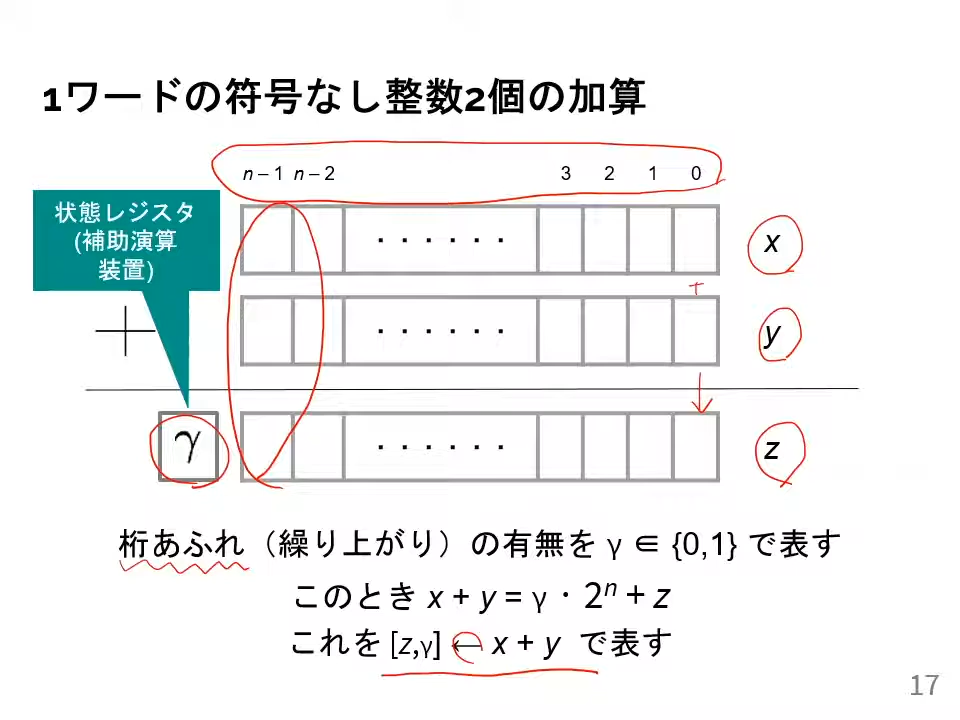 1ワードの符号なし整数2個の加算
n – 1 n – 2 3 2 1 0
状態レジスタ
(補助演算
装置)
・・・・・・ x
+
・・・・・・ y
γ ・・・・・・ z
桁あふれ（繰り上がり）の有無を γ ∈ {0,1} で表す
このとき x + y = γ・2ⁿ + z
これを [z,γ] ← x + y で表す
17